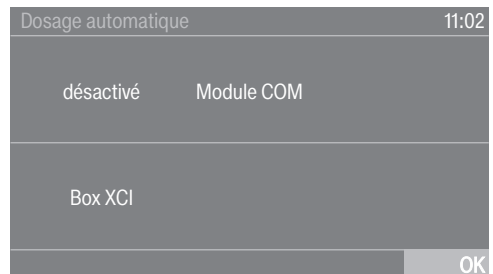 Dosage automatique 11:02
désactivé Module COM
Box XCI
OK